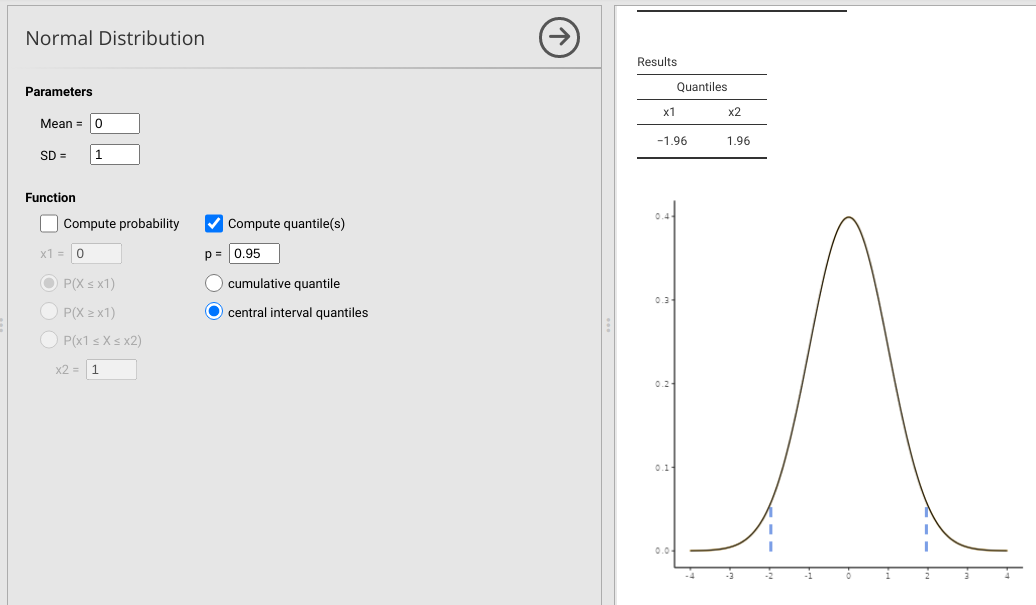 Normal Distribution
Parameters
Mean = 0
SD = 1
Function
Compute probability
x1 = 0
P(X ≤ x1)
P(X ≥ x1)
P(x1 ≤ X ≤ x2)
x2 = 1
Compute quantile(s)
p = 0.95
cumulative quantile
central interval quantiles
Results
Quantiles
x1 x2
−1.96 1.96
0.4
0.3
0.2
0.1
0.0
-4 -3 -2 -1 0 1 2 3 4